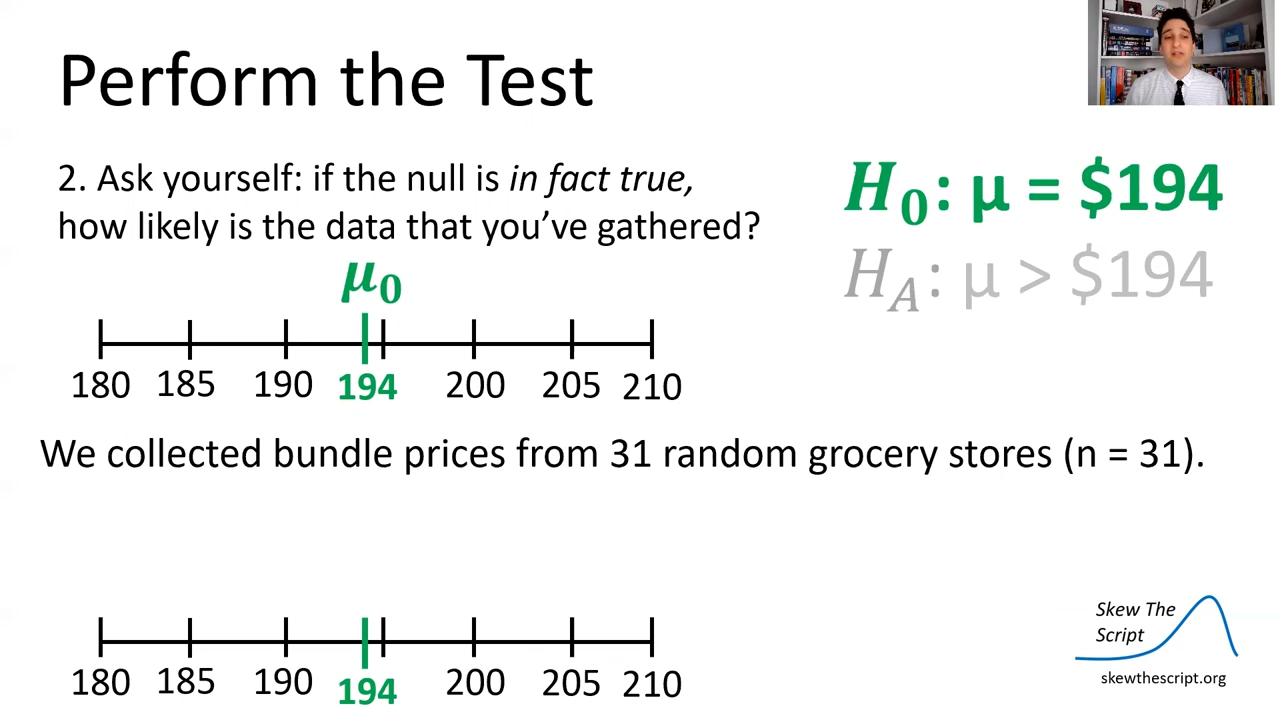 Perform the Test
2. Ask yourself: if the null is in fact true,
how likely is the data that you’ve gathered?
H₀: μ = $194
H_A: μ > $194
μ₀
180 185 190 194 200 205 210
We collected bundle prices from 31 random grocery stores (n = 31).
180 185 190 194 200 205 210
Skew The
Script
skewthescript.org